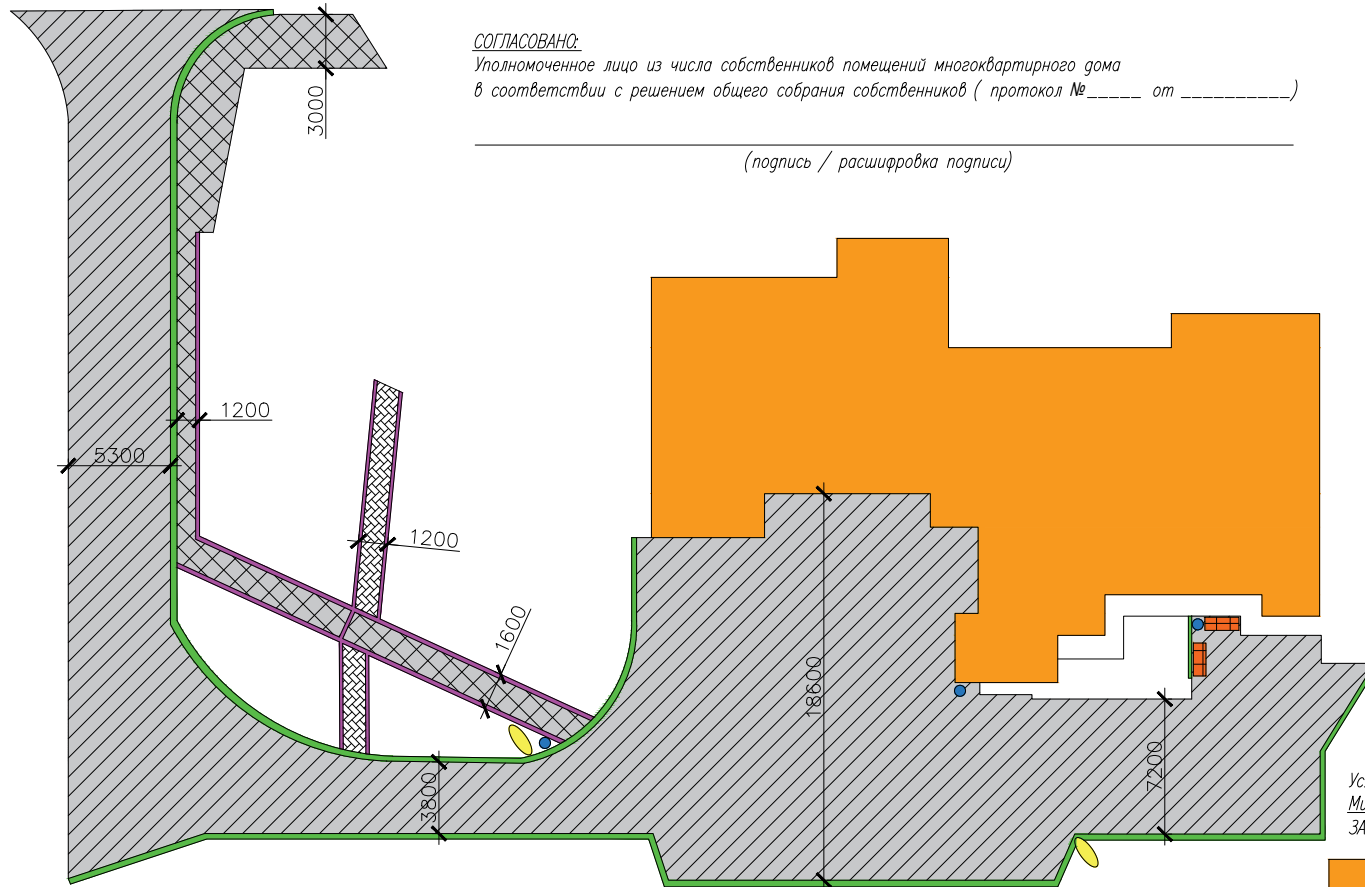 СОГЛАСОВАНО:
Уполномоченное лицо из числа собственников помещений многоквартирного дома
в соответствии с решением общего собрания собственников ( протокол №_____ от __________)
(подпись / расшифровка подписи)
3000
1200
5300
1200
1600
18600
7200
3800